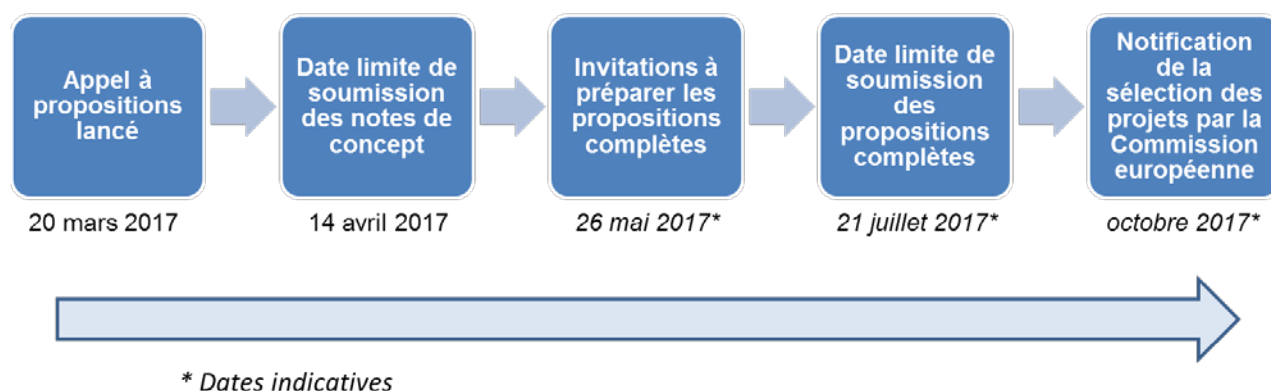 Appel à
propositions
lancé
20 mars 2017
Date limite de
soumission
des notes de
concept
14 avril 2017
Invitations à
préparer les
propositions
complètes
26 mai 2017*
Date limite de
soumission
des
propositions
complètes
21 juillet 2017*
Notification
de la
sélection des
projets par la
Commission
européenne
octobre 2017*
* Dates indicatives